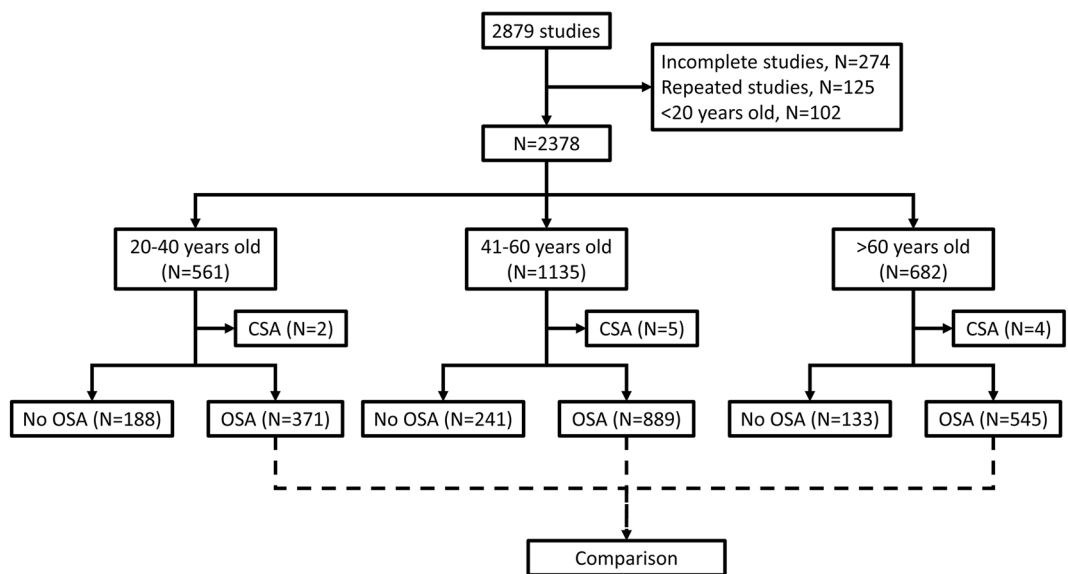 2879 studies
Incomplete studies, N=274
Repeated studies, N=125
<20 years old, N=102
N=2378
20-40 years old
(N=561)
41-60 years old
(N=1135)
>60 years old
(N=682)
CSA (N=2)
CSA (N=5)
CSA (N=4)
No OSA (N=188)
OSA (N=371)
No OSA (N=241)
OSA (N=889)
No OSA (N=133)
OSA (N=545)
Comparison